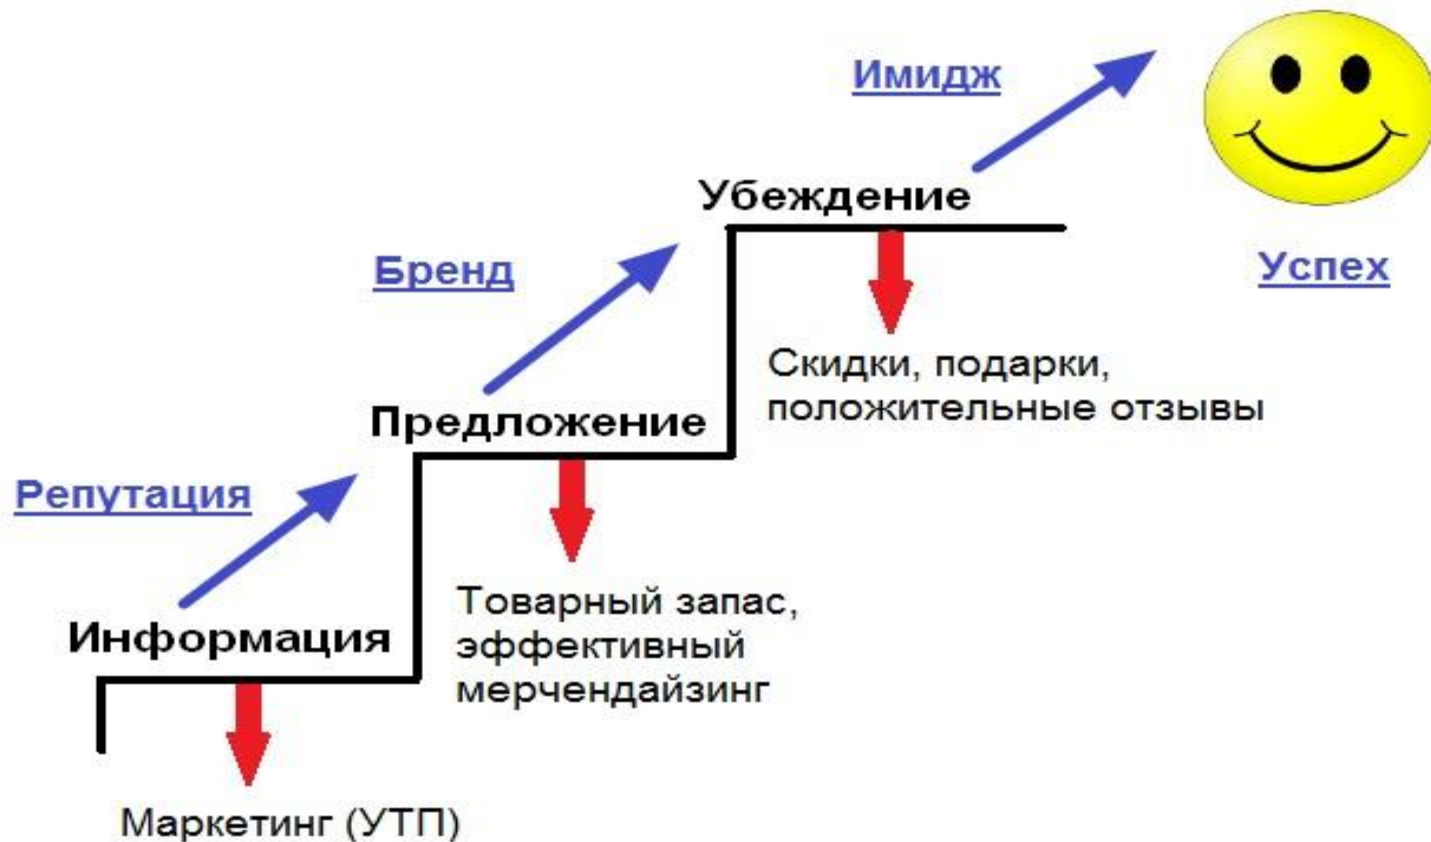 Имидж
Убеждение
Успех
Бренд
Скидки, подарки,
положительные отзывы
Предложение
Репутация
Товарный запас,
эффективный
мерчендайзинг
Информация
Маркетинг (УТП)